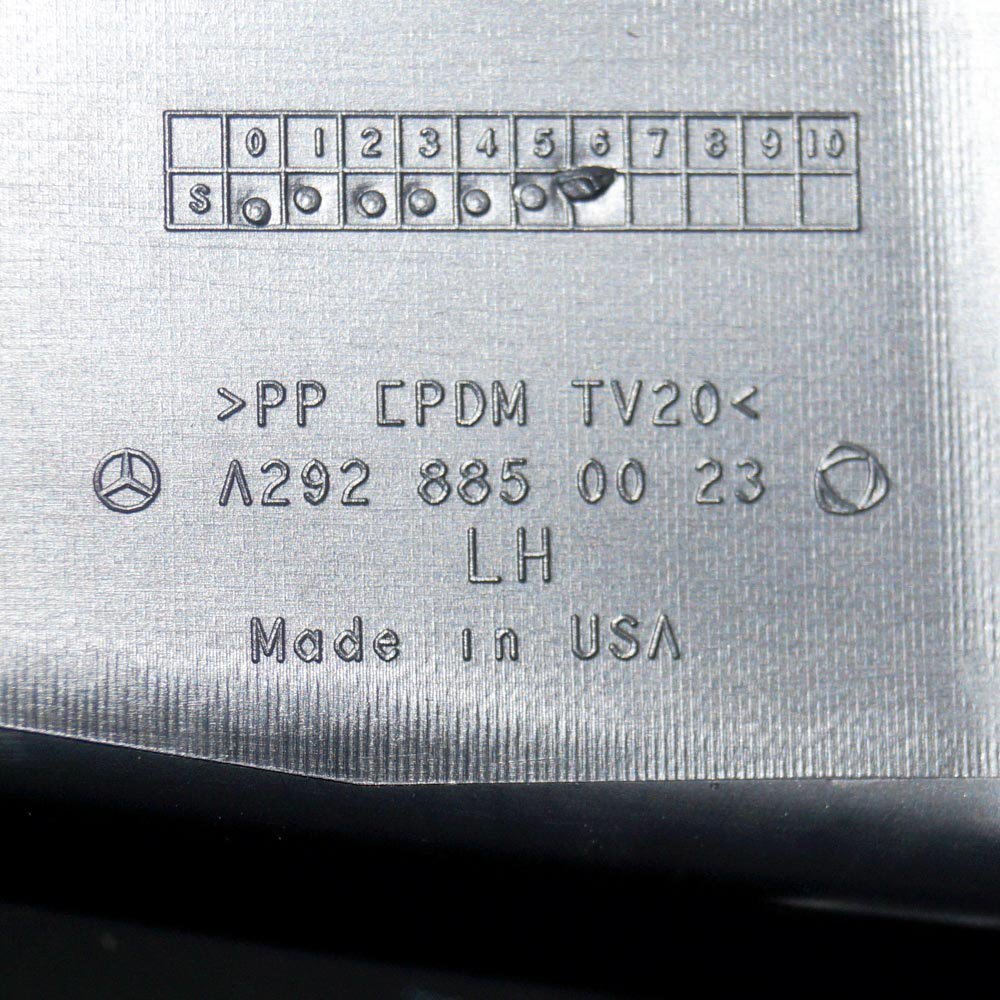 0 1 2 3 4 5 6 7 8 9 10
S
>PP EPDM TV20<
A292 885 00 23
LH
Made in USA